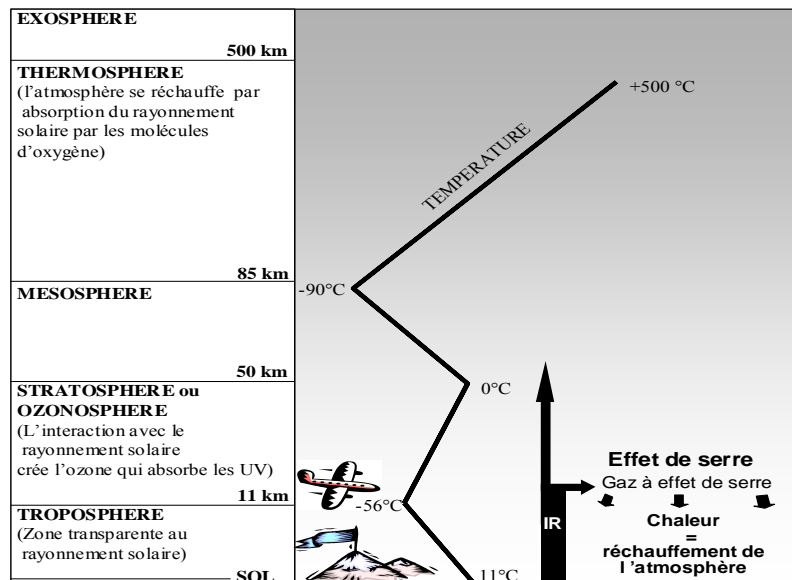 EXOSPHERE
500 km
THERMOSPHERE
(l'atmosphère se réchauffe par
absorption du rayonnement
solaire par les molécules
d'oxygène)
85 km
MESOSPHERE
50 km
STRATOSPHERE ou
OZONOSPHERE
(L'interaction avec le
rayonnement solaire
crée l'ozone qui absorbe les UV)
11 km
TROPOSPHERE
(Zone transparente au
rayonnement solaire)
SOL
+500 °C
TEMPERATURE
-90°C
0°C
-56°C
11°C
IR
Effet de serre
Gaz à effet de serre
Chaleur
=
réchauffement de
l 'atmosphère